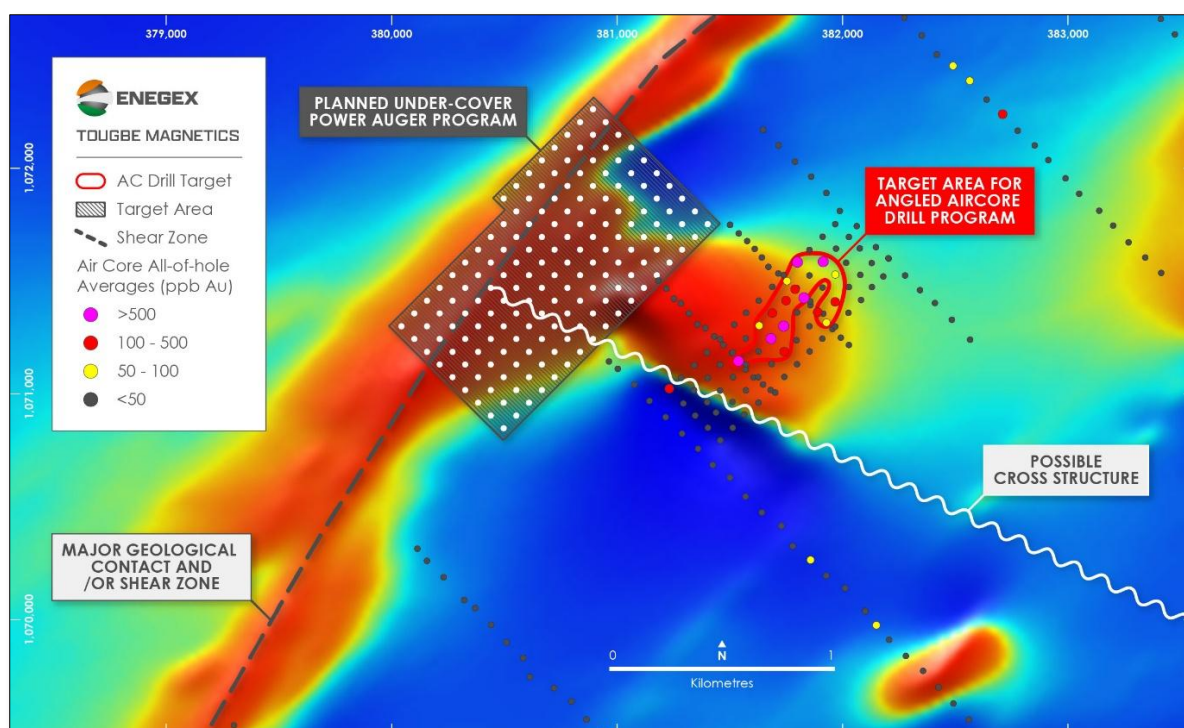 379,000
380,000
381,000
382,000
383,000
1,072,000
1,071,000
1,070,000
ENEGEX
TOUGBE MAGNETICS
AC Drill Target
Target Area
Shear Zone
Air Core All-of-hole
Averages (ppb Au)
>500
100 - 500
50 - 100
<50
PLANNED UNDER-COVER
POWER AUGER PROGRAM
TARGET AREA FOR
ANGLED AIRCORE
DRILL PROGRAM
POSSIBLE
CROSS STRUCTURE
MAJOR GEOLOGICAL
CONTACT AND
/OR SHEAR ZONE
0
N
1
Kilometres